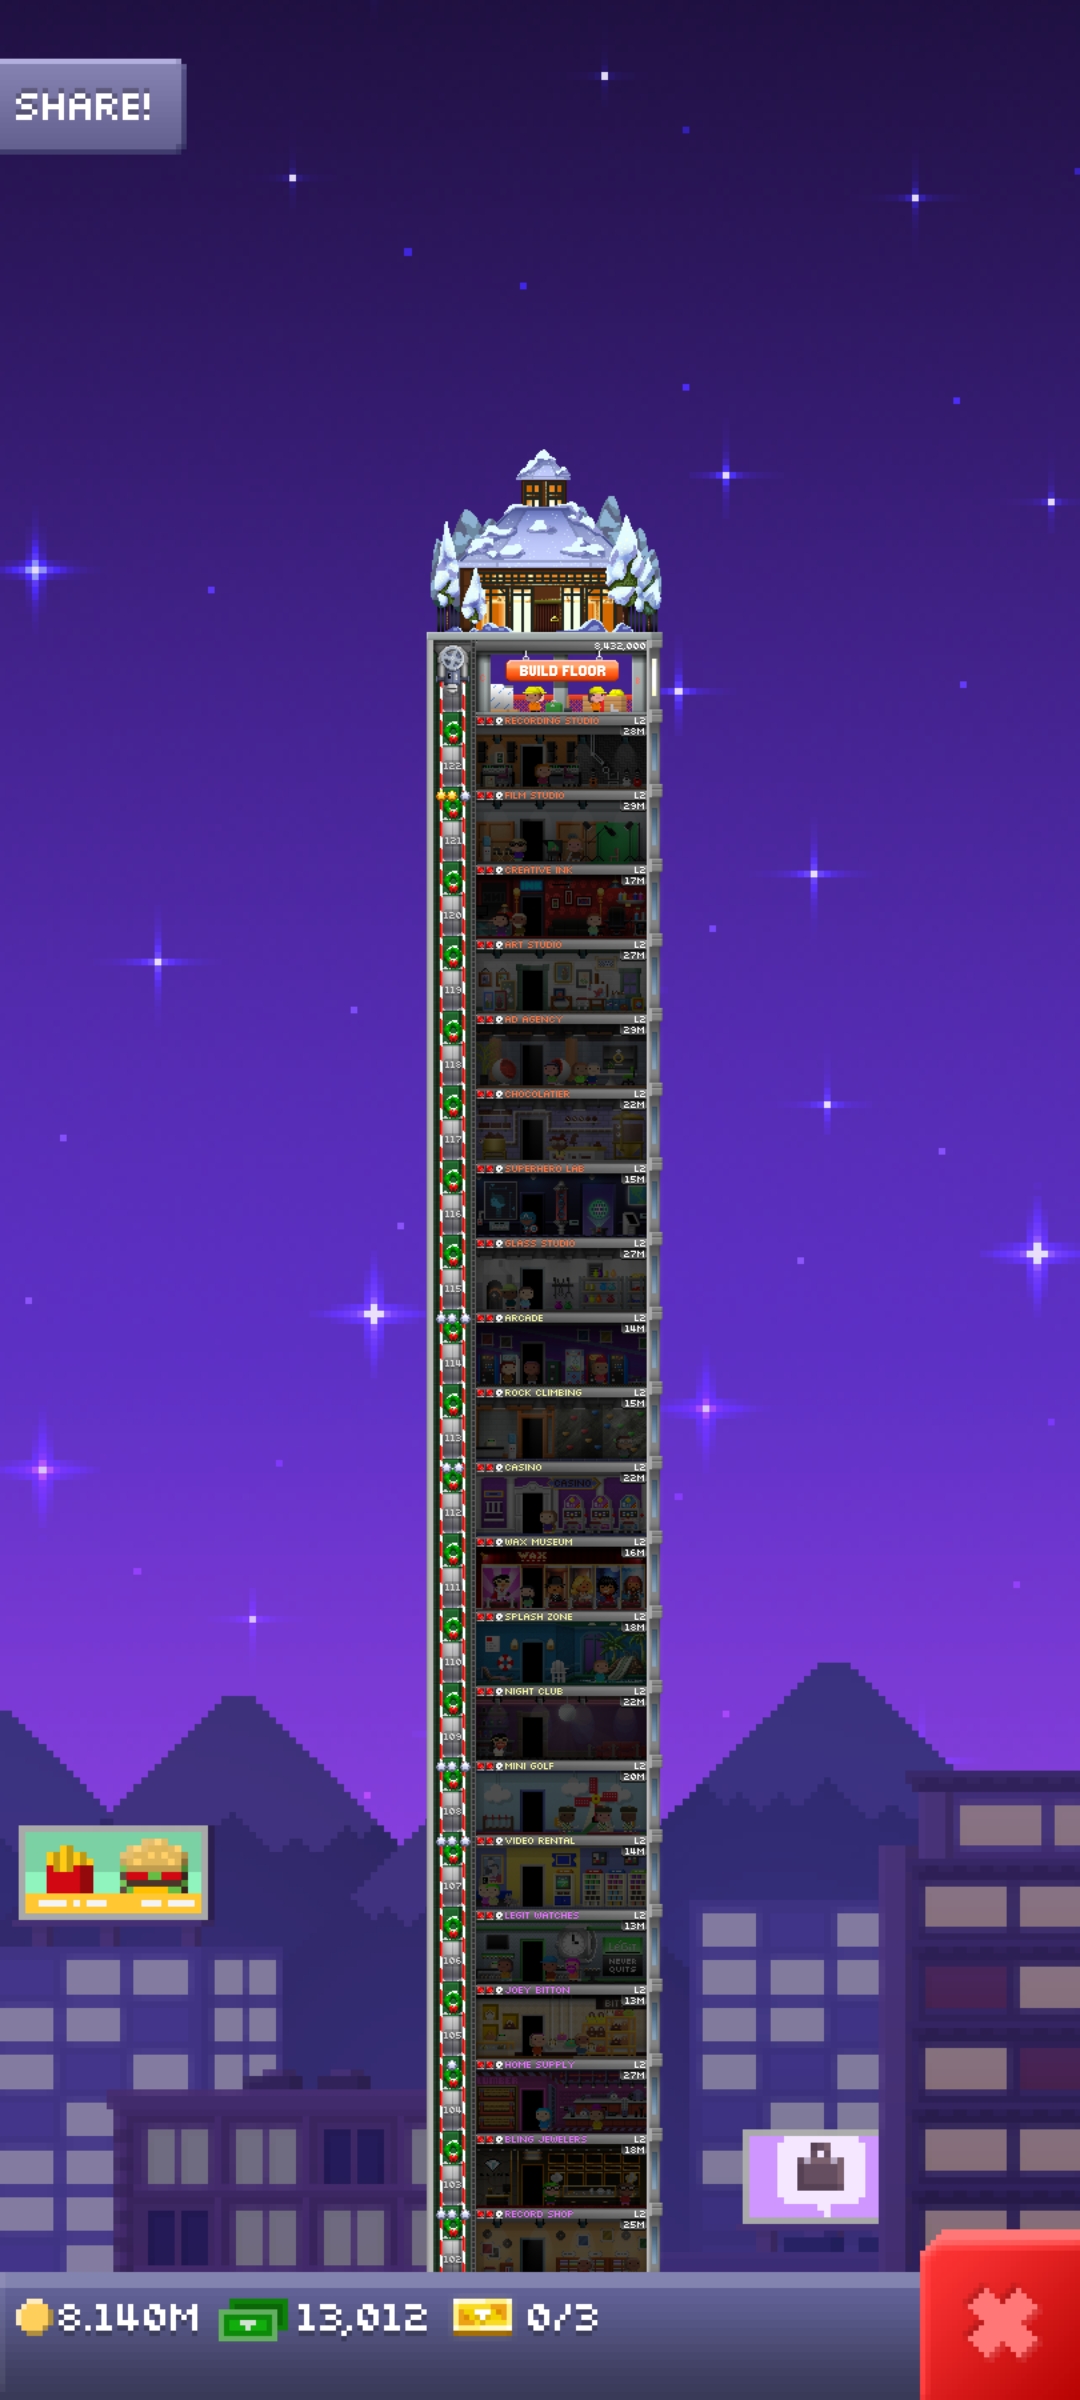 SHARE!
8,432,000
BUILD FLOOR
RECORDING STUDIO L2
28M
122
FILM STUDIO L2
29M
121
CREATIVE INK L2
17M
120
ART STUDIO L2
27M
119
AD AGENCY L2
29M
118
CHOCOLATIER L2
22M
117
SUPERHERO LAB L2
15M
116
GLASS STUDIO L2
27M
115
ARCADE L2
14M
114
ROCK CLIMBING L2
15M
113
CASINO L2
22M
CASINO
112
WAX MUSEUM L2
16M
WAX
111
SPLASH ZONE L2
18M
110
NIGHT CLUB L2
22M
109
MINI GOLF L2
20M
108
VIDEO RENTAL L2
14M
107
LEGIT WATCHES L2
13M
LEGIT
NEVER
QUITS
106
JOEY BITTON L2
13M
105
HOME SUPPLY L2
27M
104
BLING JEWELERS L2
18M
103
RECORD SHOP L2
25M
102
8.140M 13,012 0/3